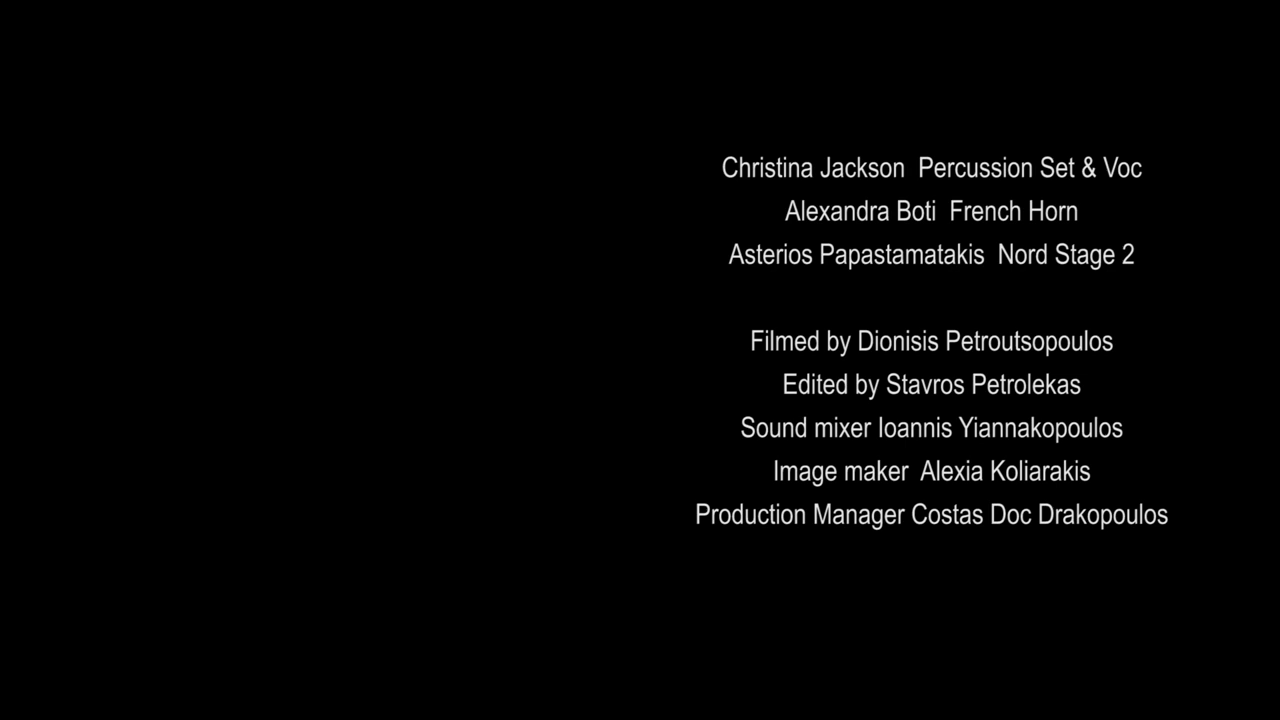 Christina Jackson  Percussion Set & Voc
Alexandra Boti  French Horn
Asterios Papastamatakis  Nord Stage 2
Filmed by Dionisis Petroutsopoulos
Edited by Stavros Petrolekas
Sound mixer Ioannis Yiannakopoulos
Image maker  Alexia Koliarakis
Production Manager Costas Doc Drakopoulos